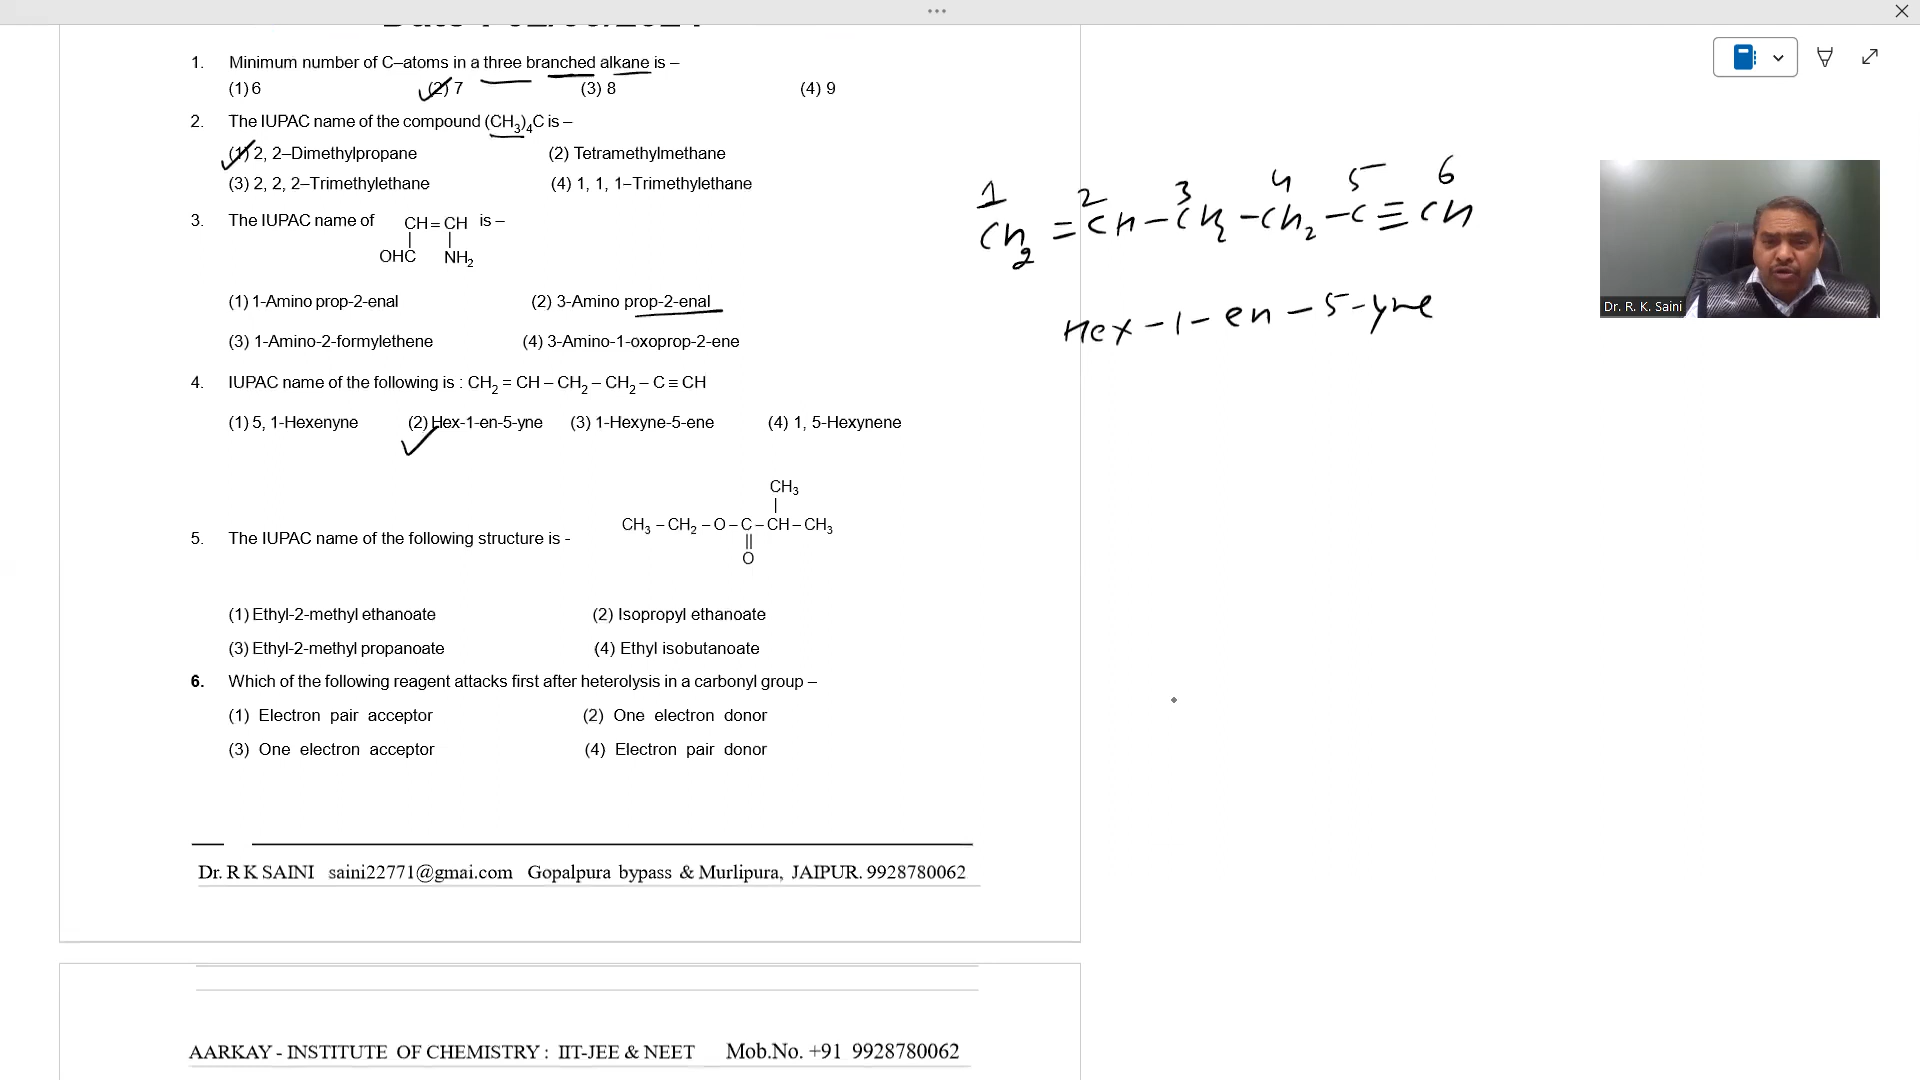 1. Minimum number of C–atoms in a three branched alkane is –
(1) 6 (2) 7 (3) 8 (4) 9
2. The IUPAC name of the compound (CH3)4C is –
(1) 2, 2–Dimethylpropane (2) Tetramethylmethane
(3) 2, 2, 2–Trimethylethane (4) 1, 1, 1–Trimethylethane
3. The IUPAC name of CH = CH is –
OHC NH2
(1) 1-Amino prop-2-enal (2) 3-Amino prop-2-enal
(3) 1-Amino-2-formylethene (4) 3-Amino-1-oxoprop-2-ene
4. IUPAC name of the following is : CH2 = CH – CH2 – CH2 – C ≡ CH
(1) 5, 1-Hexenyne (2) Hex-1-en-5-yne (3) 1-Hexyne-5-ene (4) 1, 5-Hexynene
CH3
CH3 – CH2 – O – C – CH – CH3
5. The IUPAC name of the following structure is -
O
(1) Ethyl-2-methyl ethanoate (2) Isopropyl ethanoate
(3) Ethyl-2-methyl propanoate (4) Ethyl isobutanoate
6. Which of the following reagent attacks first after heterolysis in a carbonyl group –
(1) Electron pair acceptor (2) One electron donor
(3) One electron acceptor (4) Electron pair donor
Dr. R K SAINI saini22771@gmai.com Gopalpura bypass & Murlipura, JAIPUR. 9928780062
AARKAY - INSTITUTE OF CHEMISTRY : IIT-JEE & NEET Mob.No. +91 9928780062
1 2 3 4 5 6
CH2 = CH – CH2 – CH2 – C ≡ CH
Hex – 1 – en – 5 – yne
Dr. R. K. Saini